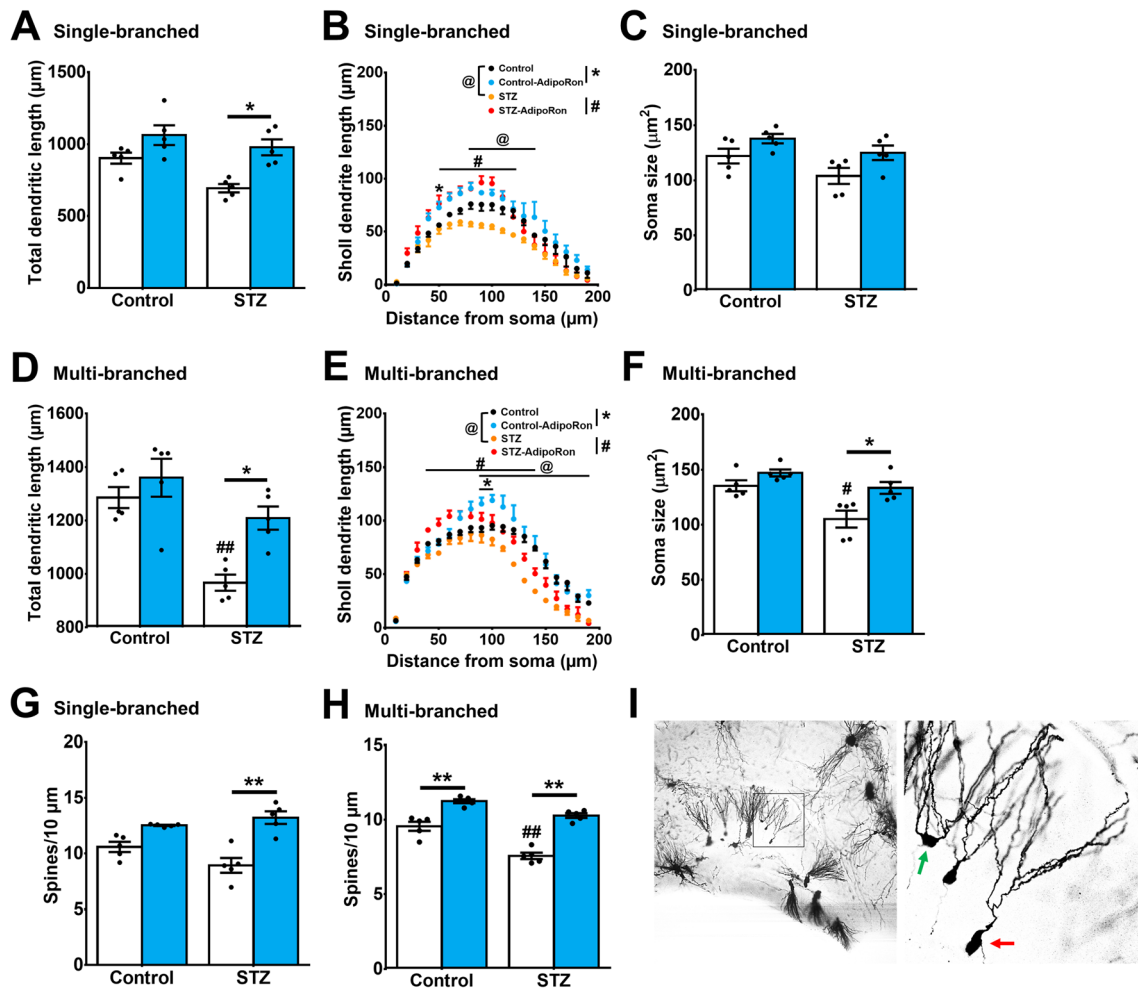 A Single-branched
Total dendritic length (µm)
1500
1000
500
0
*
Control
STZ
B Single-branched
Sholl dendrite length (µm)
200
150
100
50
0
@
Control
Control-AdipoRon
STZ
STZ-AdipoRon
*
#
@
#
*
0
50
100
150
200
Distance from soma (µm)
C Single-branched
Soma size (µm2)
200
150
100
50
0
Control
STZ
D Multi-branched
Total dendritic length (µm)
1600
1400
1200
1000
800
*
##
Control
STZ
E Multi-branched
Sholl dendrite length (µm)
200
150
100
50
0
@
Control
Control-AdipoRon
STZ
STZ-AdipoRon
*
#
#
@
*
0
50
100
150
200
Distance from soma (µm)
F Multi-branched
Soma size (µm2)
200
150
100
50
0
*
#
Control
STZ
G Single-branched
Spines/10 µm
20
15
10
5
0
**
Control
STZ
H Multi-branched
Spines/10 µm
15
10
5
0
**
**
##
Control
STZ
I